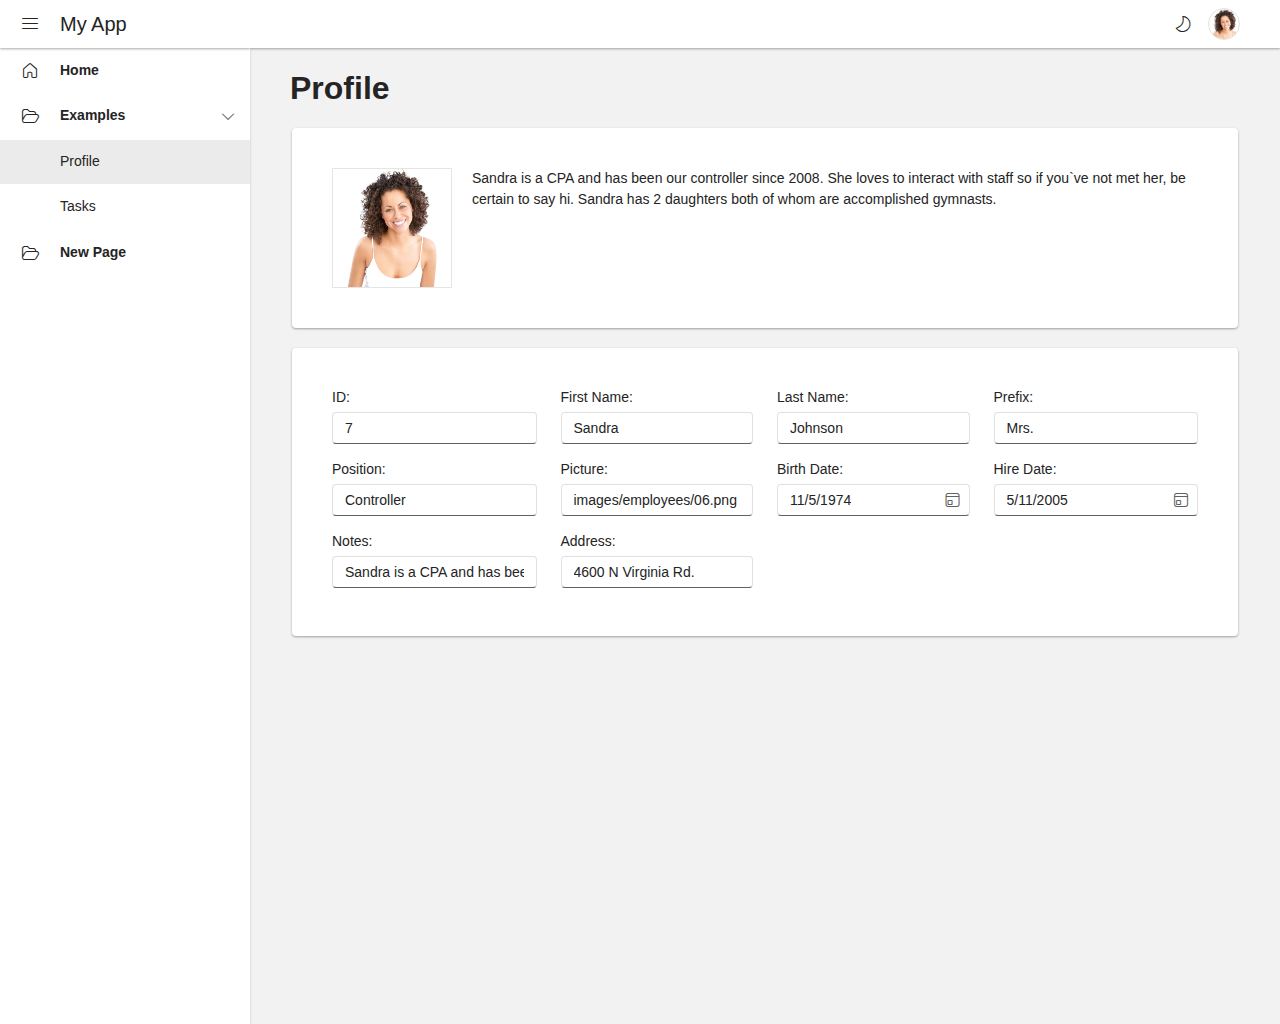 My App
Home
Examples
Profile
Tasks
New Page
Profile
Sandra is a CPA and has been our controller since 2008. She loves to interact with staff so if you`ve not met her, be
certain to say hi. Sandra has 2 daughters both of whom are accomplished gymnasts.
ID: First Name: Last Name: Prefix:
7 Sandra Johnson Mrs.
Position: Picture: Birth Date: Hire Date:
Controller images/employees/06.png 11/5/1974 5/11/2005
Notes: Address:
Sandra is a CPA and has bee 4600 N Virginia Rd.